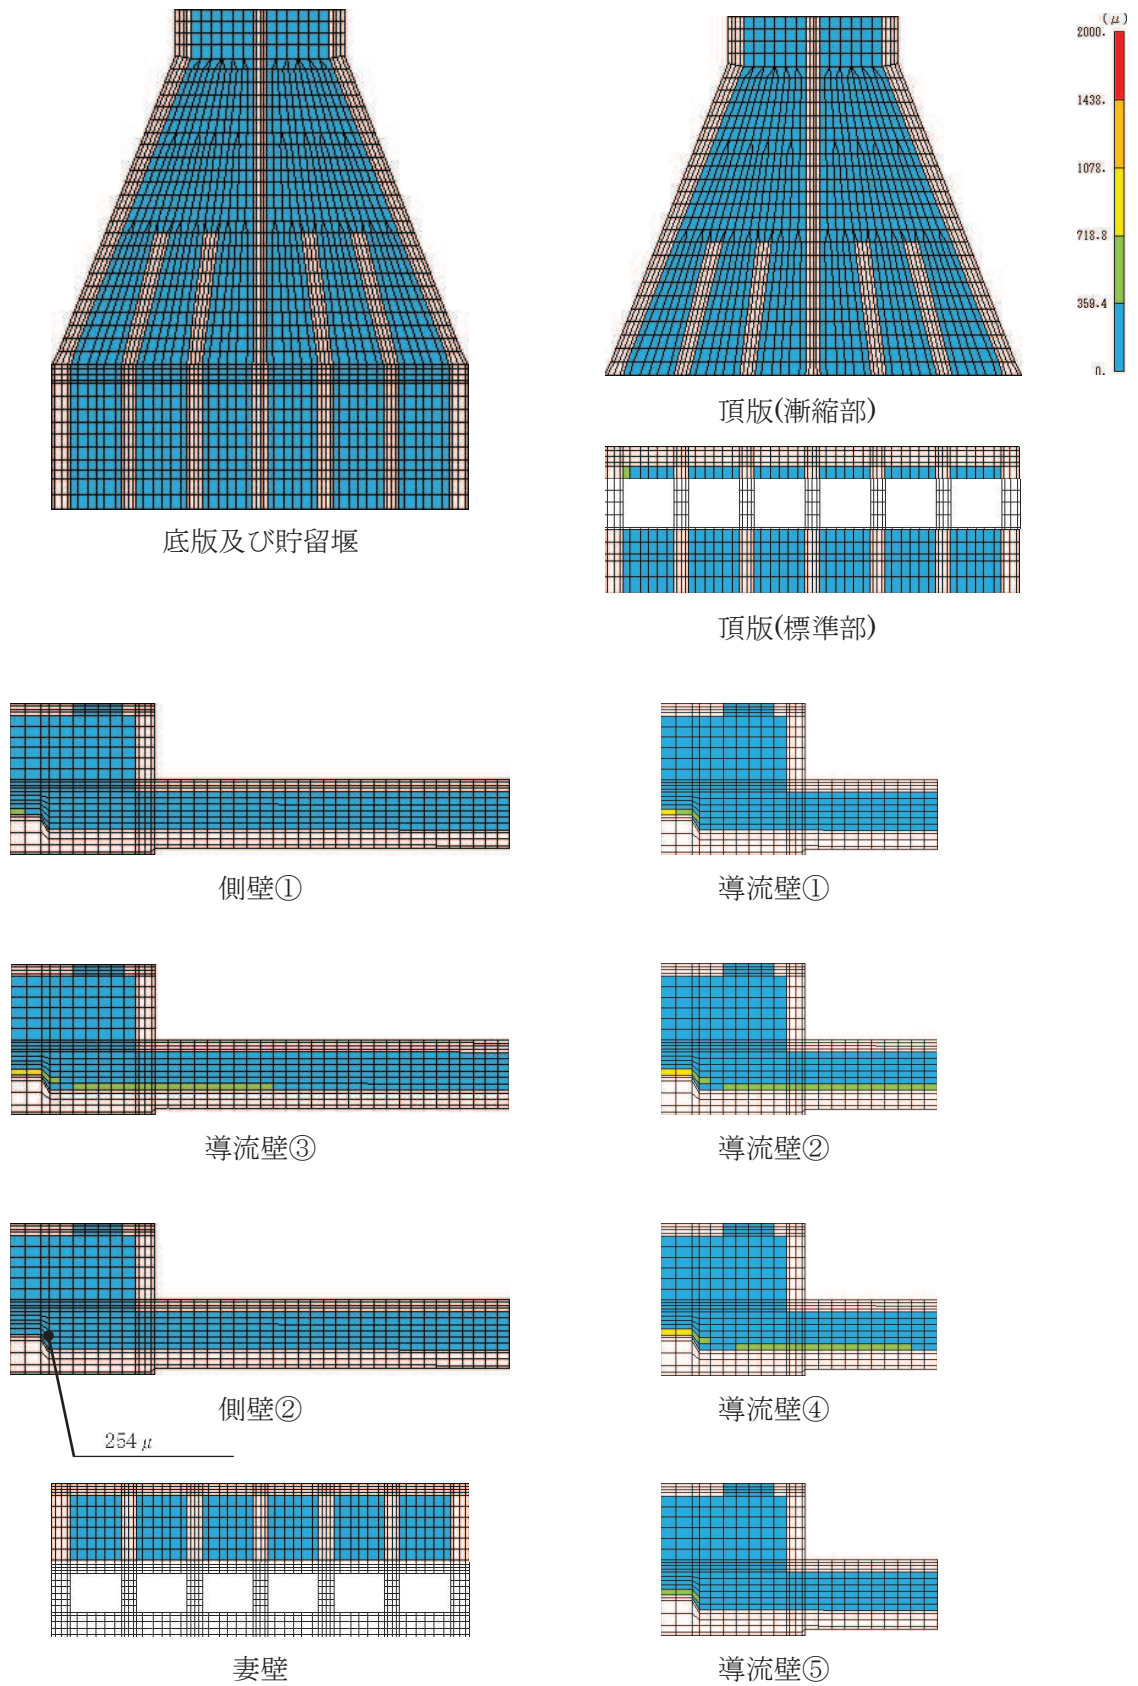 (μ)
2000.
1438.
1078.
718.8
359.4
0.
頂版(漸縮部)
底版及び貯留堰
頂版(標準部)
側壁①
導流壁①
導流壁③
導流壁②
側壁②
導流壁④
254μ
妻壁
導流壁⑤